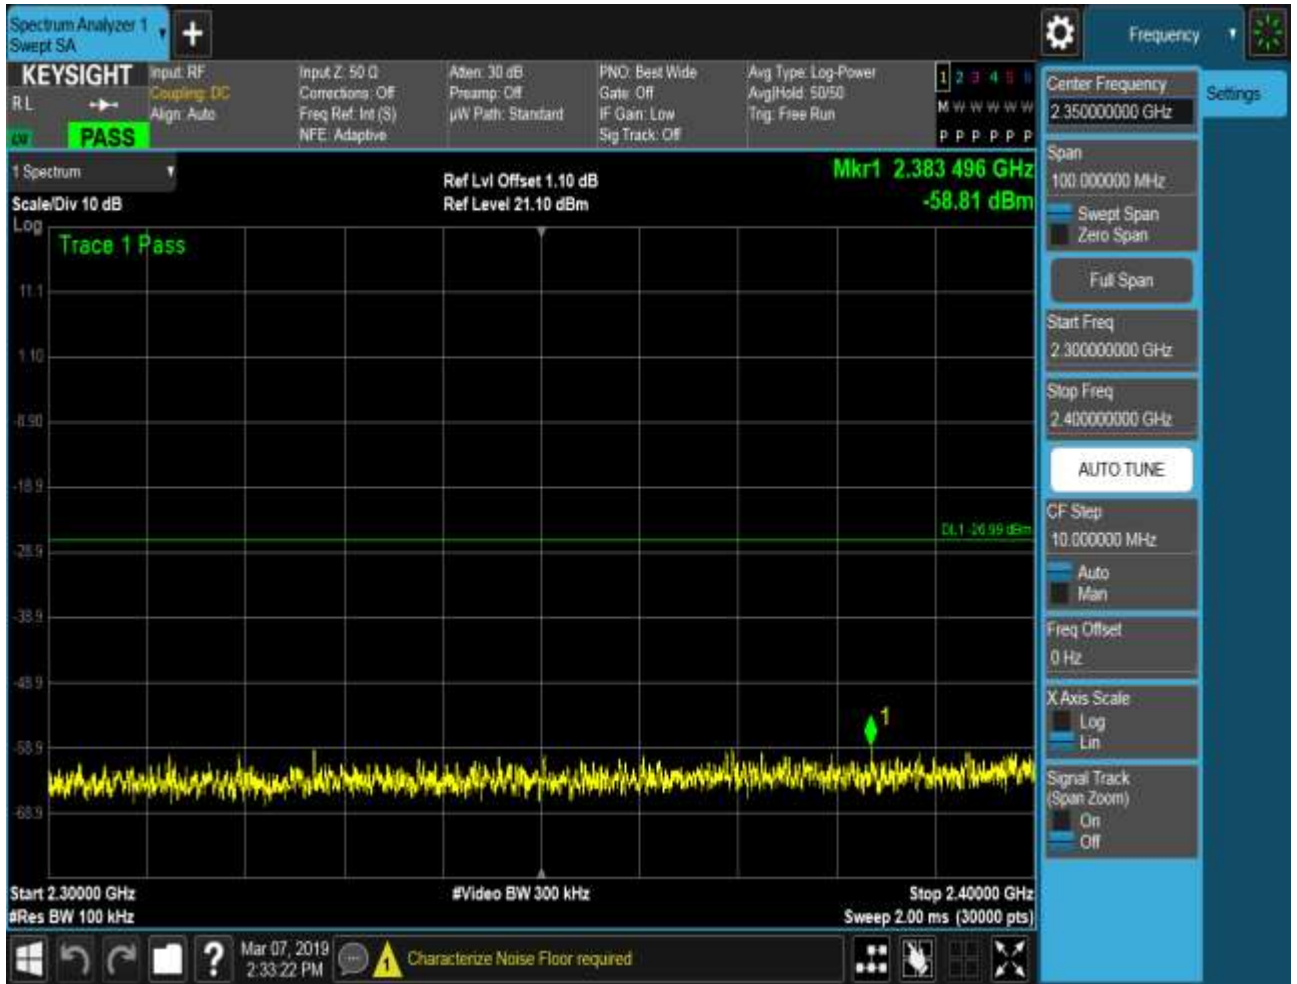 Spectrum Analyzer 1
Swept SA
Frequency
KEYSIGHT
R L
PASS
Input: RF
Coupling: DC
Align: Auto
Input Z: 50 Ω
Corrections: Off
Freq Ref: Int (S)
NFE: Adaptive
Atten: 30 dB
Preamp: Off
µW Path: Standard
PNO: Best Wide
Gate: Off
IF Gain: Low
Sig Track: Off
Avg Type: Log-Power
Avg|Hold: 50/50
Trig: Free Run
1 2 3 4 5 6
M W W W W W
P P P P P P
1 Spectrum
Scale/Div 10 dB
Log
Ref Lvl Offset 1.10 dB
Ref Level 21.10 dBm
Mkr1 2.383 496 GHz
-58.81 dBm
Trace 1 Pass
11.1
1.10
-8.90
-18.9
-28.9
-38.9
-48.9
-58.9
-68.9
DL1 -26.99 dBm
1
Start 2.30000 GHz
#Res BW 100 kHz
#Video BW 300 kHz
Stop 2.40000 GHz
Sweep 2.00 ms (30000 pts)
Center Frequency
2.350000000 GHz
Settings
Span
100.000000 MHz
Swept Span
Zero Span
Full Span
Start Freq
2.300000000 GHz
Stop Freq
2.400000000 GHz
AUTO TUNE
CF Step
10.000000 MHz
Auto
Man
Freq Offset
0 Hz
X Axis Scale
Log
Lin
Signal Track
(Span Zoom)
On
Off
?
Mar 07, 2019
2:33:22 PM
1
Characterize Noise Floor required